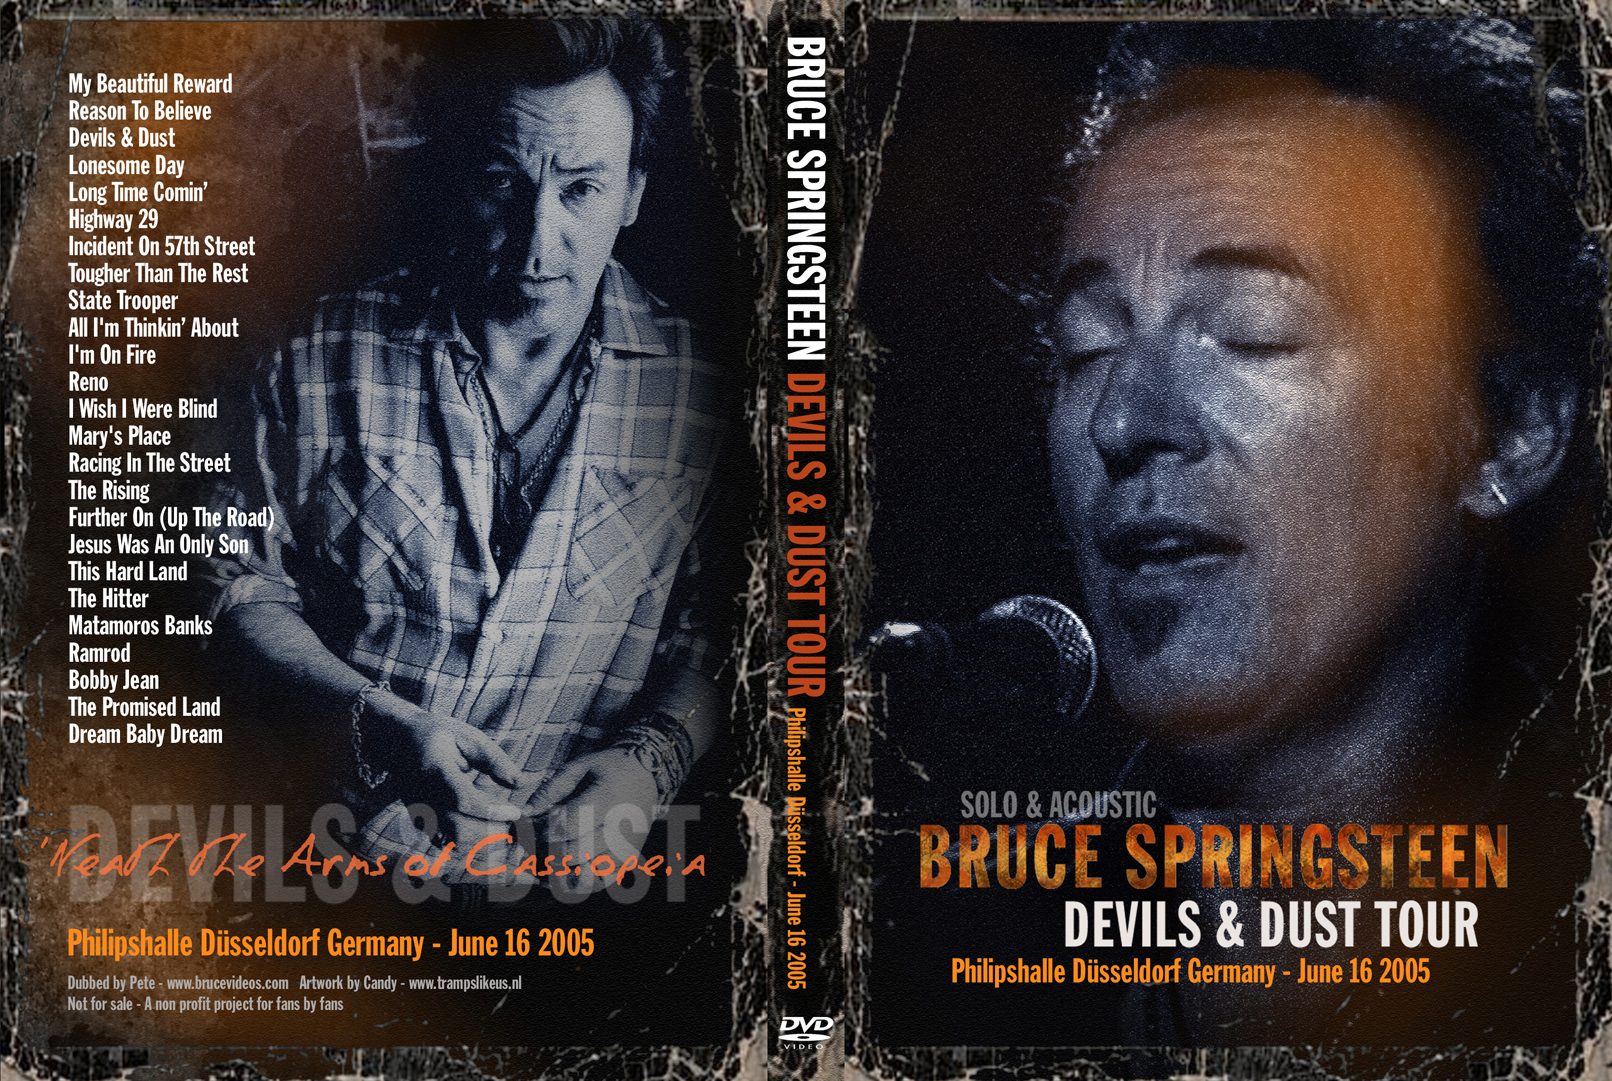 My Beautiful Reward
Reason To Believe
Devils & Dust
Lonesome Day
Long Time Comin’
Highway 29
Incident On 57th Street
Tougher Than The Rest
State Trooper
All I'm Thinkin’ About
I'm On Fire
Reno
I Wish I Were Blind
Mary's Place
Racing In The Street
The Rising
Further On (Up The Road)
Jesus Was An Only Son
This Hard Land
The Hitter
Matamoros Banks
Ramrod
Bobby Jean
The Promised Land
Dream Baby Dream
DEVILS & DUST
'Neath The Arms of Cassiopeia
Philipshalle Düsseldorf Germany - June 16 2005
Dubbed by Pete - www.brucevideos.com Artwork by Candy - www.trampslikeus.nl
Not for sale - A non profit project for fans by fans
BRUCE SPRINGSTEEN DEVILS & DUST TOUR Philipshalle Düsseldorf - June 16 2005
DVD
VIDEO
SOLO & ACOUSTIC
BRUCE SPRINGSTEEN
DEVILS & DUST TOUR
Philipshalle Düsseldorf Germany - June 16 2005